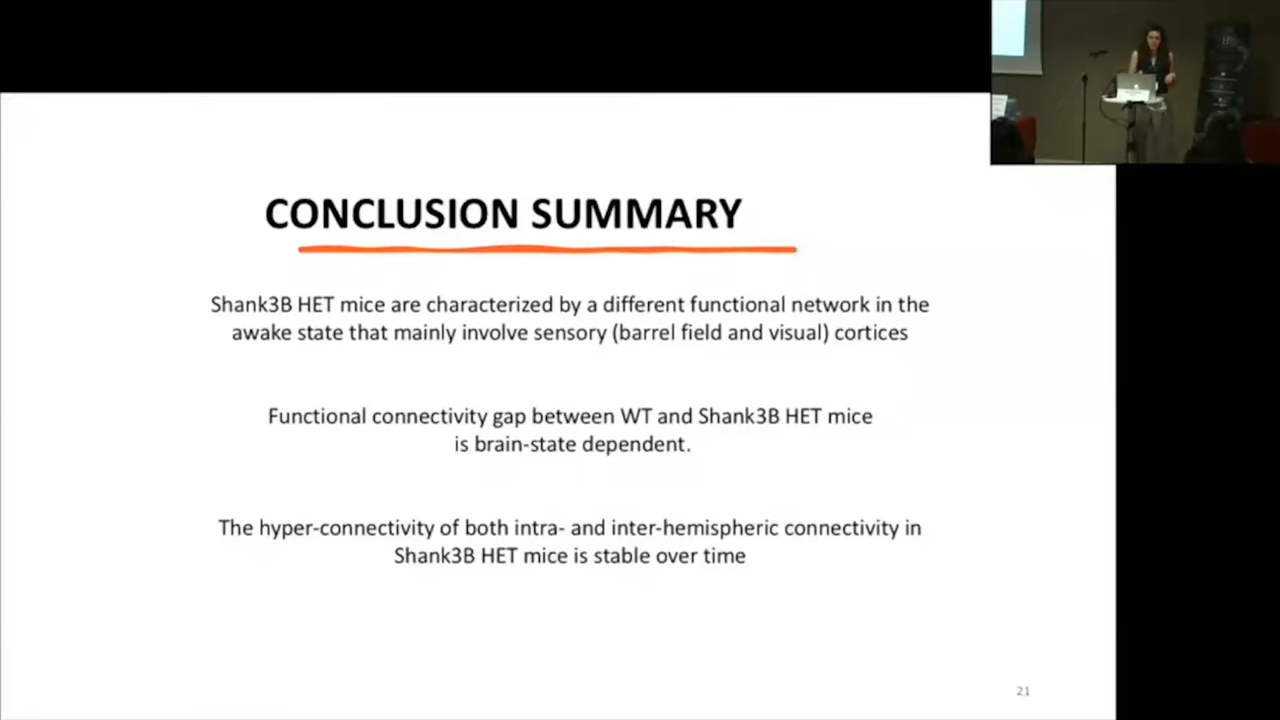 CONCLUSION SUMMARY
Shank3B HET mice are characterized by a different functional network in the
awake state that mainly involve sensory (barrel field and visual) cortices
Functional connectivity gap between WT and Shank3B HET mice
is brain-state dependent.
The hyper-connectivity of both intra- and inter-hemispheric connectivity in
Shank3B HET mice is stable over time
21